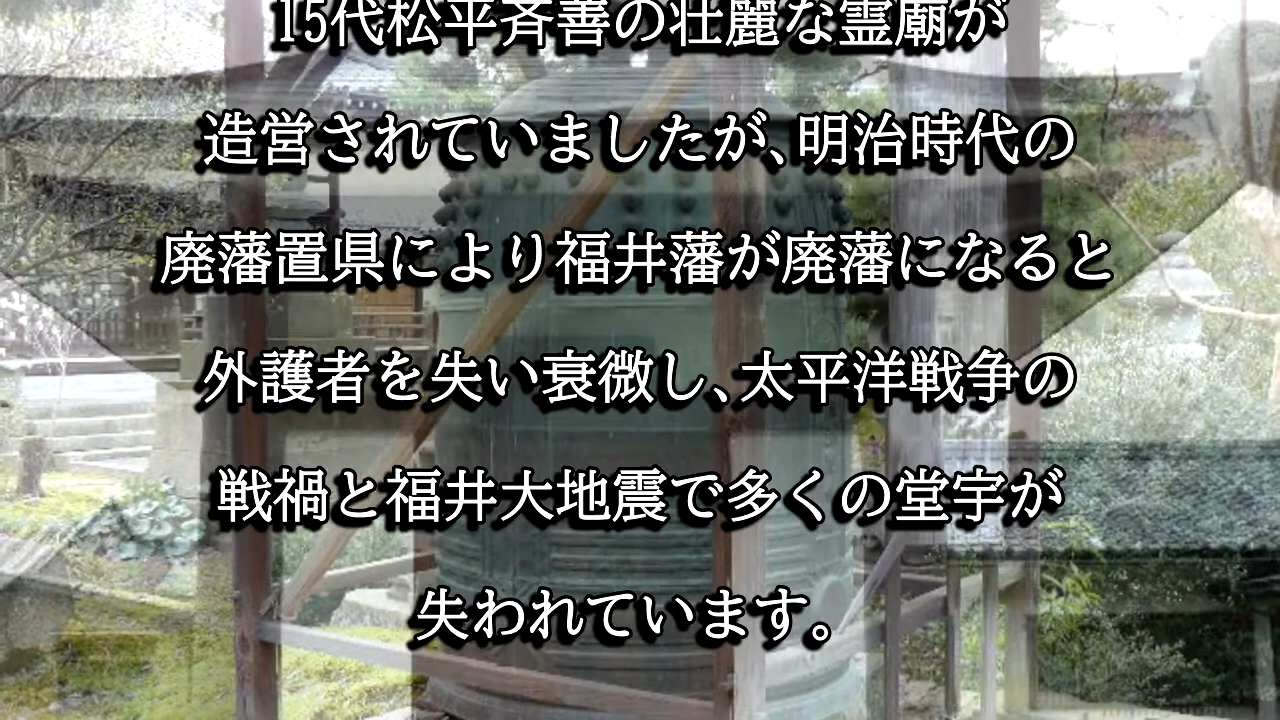 15代松平斉善の壮麗な霊廟が
造営されていましたが、明治時代の
廃藩置県により福井藩が廃藩になると
外護者を失い衰微し、太平洋戦争の
戦禍と福井大地震で多くの堂宇が
失われています。